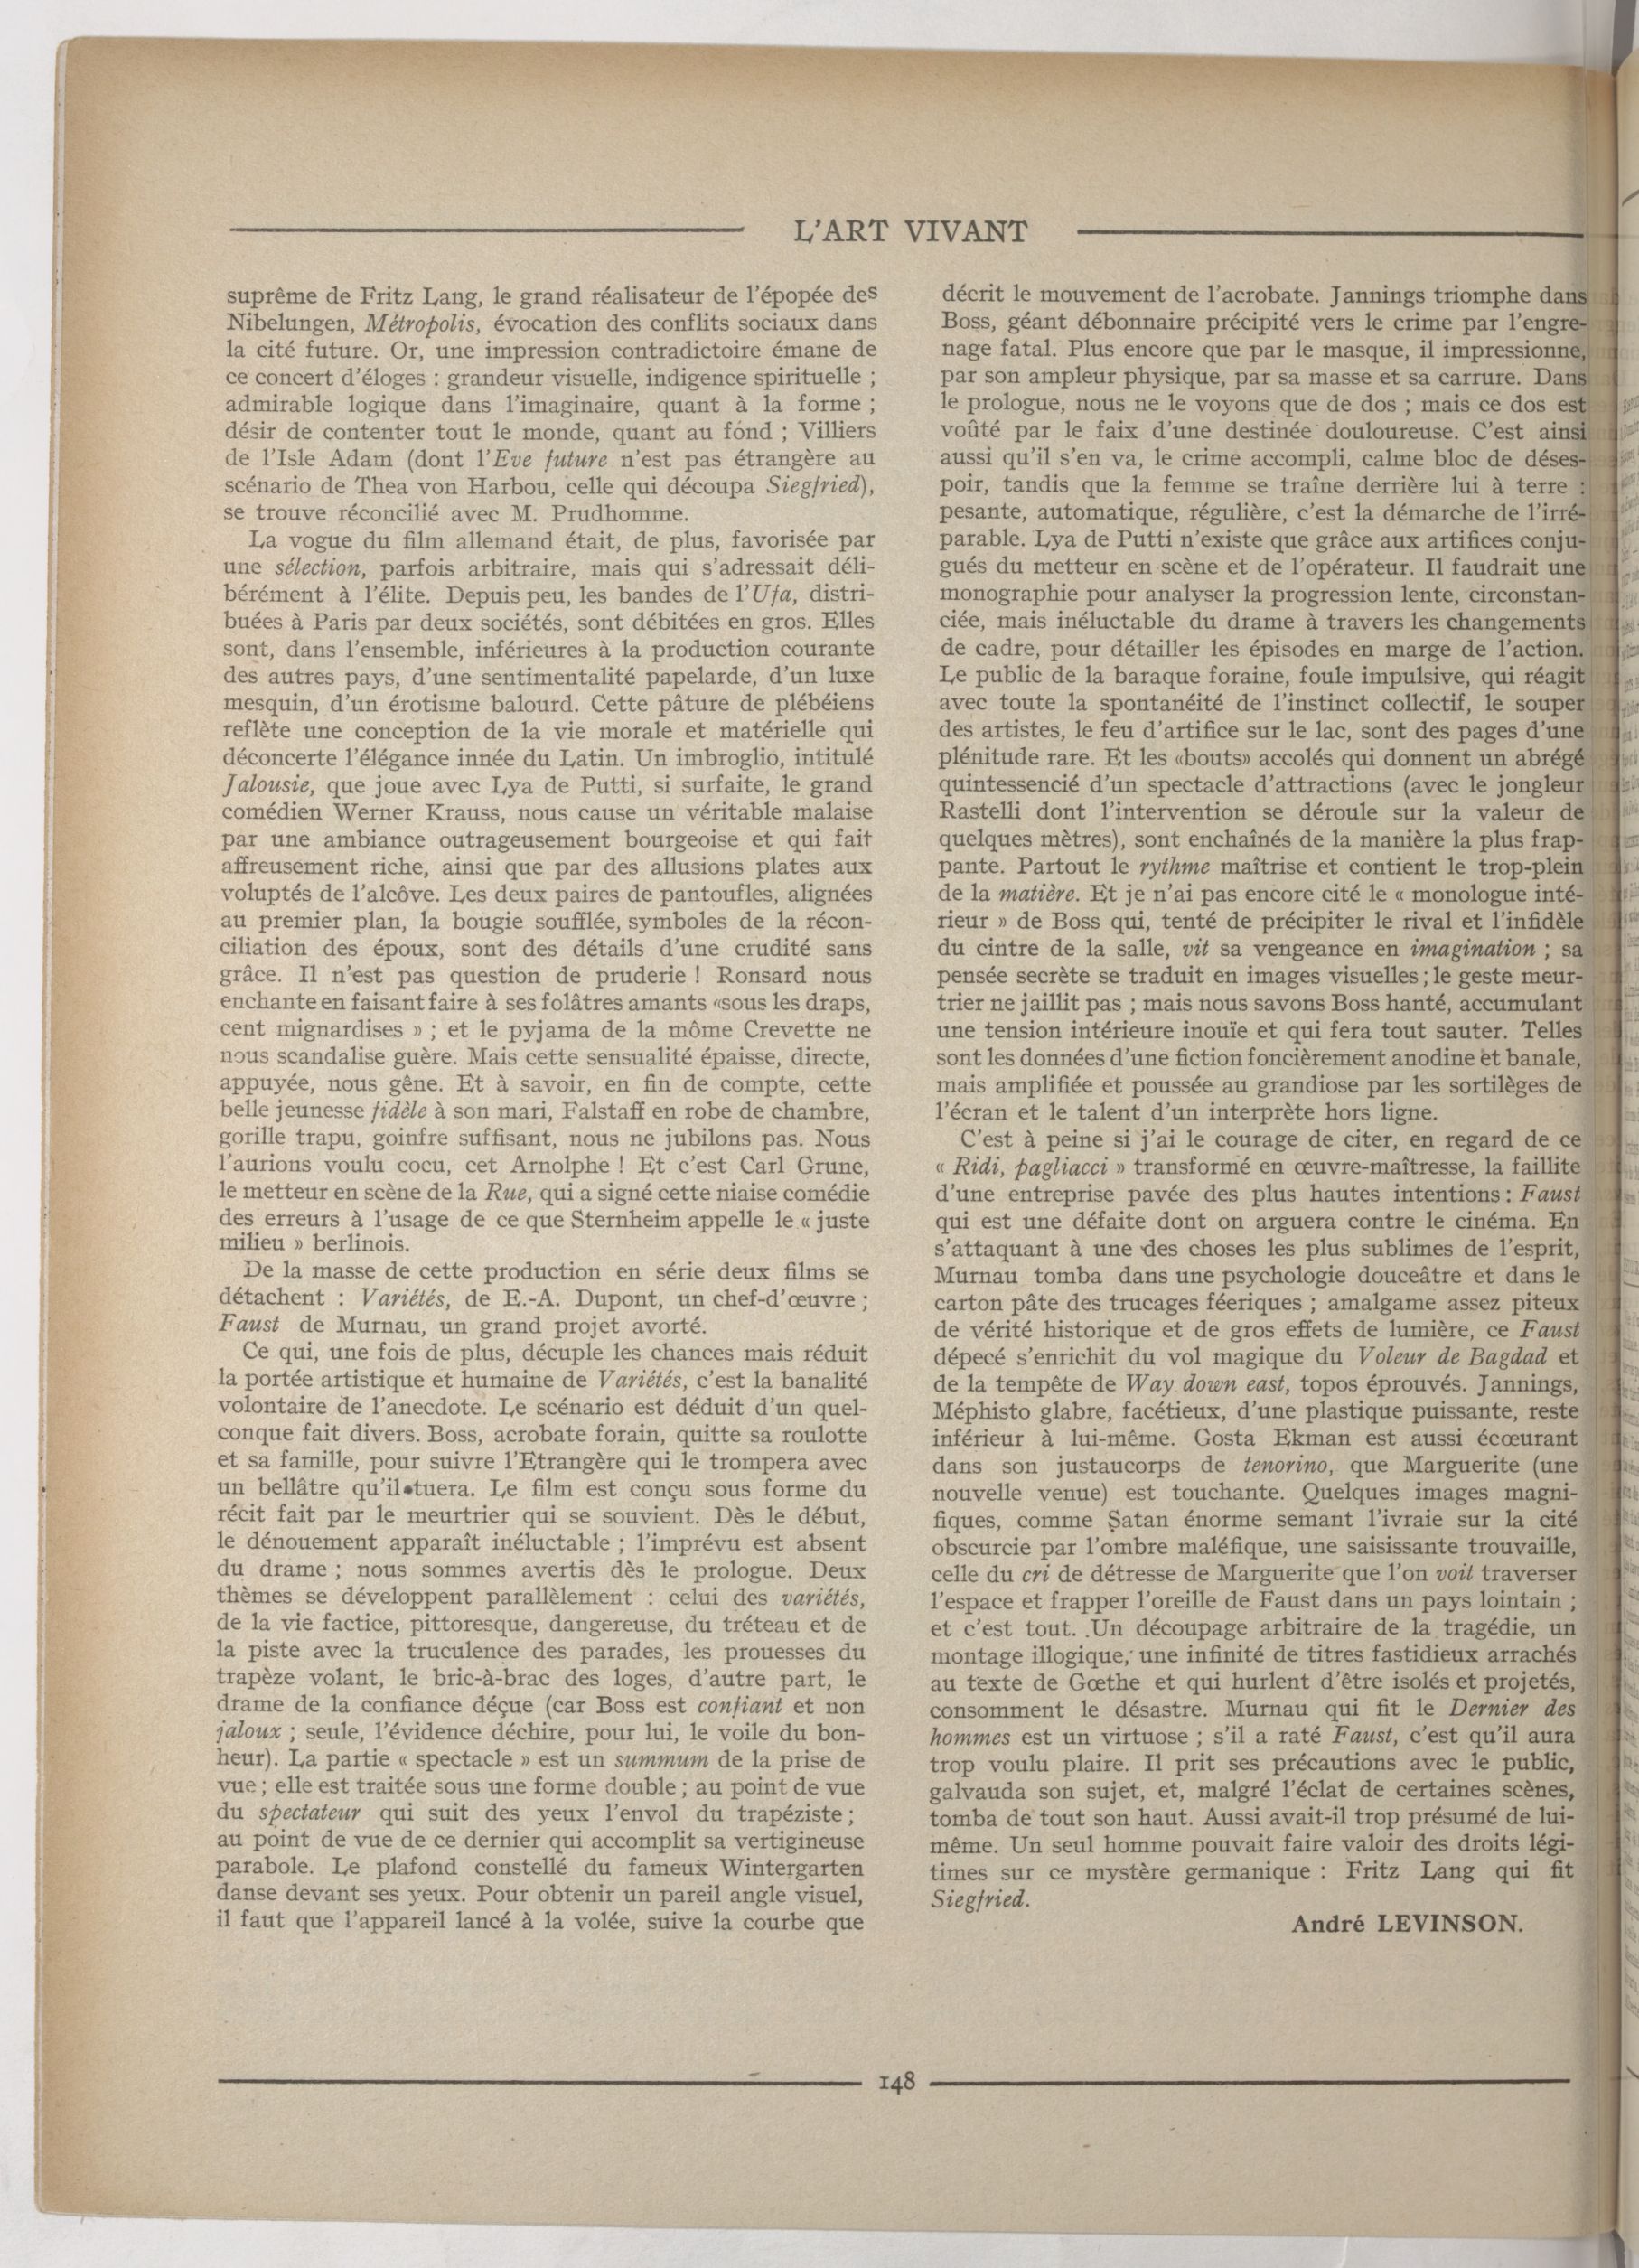 L'ART VIVANT
suprême de Fritz Lang, le grand réalisateur de l'épopée des
Nibelungen, Métropolis, évocation des conflits sociaux dans
la cité future. Or, une impression contradictoire émane de
ce concert d'éloges : grandeur visuelle, indigence spirituelle ;
admirable logique dans l'imaginaire, quant à la forme ;
désir de contenter tout le monde, quant au fond ; Villiers
de l'Isle Adam (dont l'Eve future n'est pas étrangère au
scénario de Thea von Harbou, celle qui découpa Siegfried),
se trouve réconcilié avec M. Prudhomme.
La vogue du film allemand était, de plus, favorisée par
une sélection, parfois arbitraire, mais qui s'adressait déli-
bérément à l'élite. Depuis peu, les bandes de l'Ufa, distri-
buées à Paris par deux sociétés, sont débitées en gros. Elles
sont, dans l'ensemble, inférieures à la production courante
des autres pays, d'une sentimentalité papelarde, d'un luxe
mesquin, d'un érotisme balourd. Cette pâture de plébéiens
reflète une conception de la vie morale et matérielle qui
déconcerte l'élégance innée du Latin. Un imbroglio, intitulé
Jalousie, que joue avec Lya de Putti, si surfaite, le grand
comédien Werner Krauss, nous cause un véritable malaise
par une ambiance outrageusement bourgeoise et qui fait
affreusement riche, ainsi que par des allusions plates aux
voluptés de l'alcôve. Les deux paires de pantoufles, alignées
au premier plan, la bougie soufflée, symboles de la récon-
ciliation des époux, sont des détails d'une crudité sans
grâce. Il n'est pas question de pruderie ! Ronsard nous
enchante en faisant faire à ses folâtres amants «sous les draps,
cent mignardises » ; et le pyjama de la môme Crevette ne
nous scandalise guère. Mais cette sensualité épaisse, directe,
appuyée, nous gêne. Et à savoir, en fin de compte, cette
belle jeunesse fidèle à son mari, Falstaff en robe de chambre,
gorille trapu, goinfre suffisant, nous ne jubilons pas. Nous
l'aurions voulu cocu, cet Arnolphe ! Et c'est Carl Grune,
le metteur en scène de la Rue, qui a signé cette niaise comédie
des erreurs à l'usage de ce que Sternheim appelle le « juste
milieu » berlinois.
De la masse de cette production en série deux films se
détachent : Variétés, de E.-A. Dupont, un chef-d'œuvre ;
Faust de Murnau, un grand projet avorté.
Ce qui, une fois de plus, décuple les chances mais réduit
la portée artistique et humaine de Variétés, c'est la banalité
volontaire de l'anecdote. Le scénario est déduit d'un quel-
conque fait divers. Boss, acrobate forain, quitte sa roulotte
et sa famille, pour suivre l'Etrangère qui le trompera avec
un bellâtre qu'il tuera. Le film est conçu sous forme du
récit fait par le meurtrier qui se souvient. Dès le début,
le dénouement apparaît inéluctable ; l'imprévu est absent
du drame ; nous sommes avertis dès le prologue. Deux
thèmes se développent parallèlement : celui des variétés,
de la vie factice, pittoresque, dangereuse, du tréteau et de
la piste avec la truculence des parades, les prouesses du
trapèze volant, le bric-à-brac des loges, d'autre part, le
drame de la confiance déçue (car Boss est confiant et non
jaloux ; seule, l'évidence déchire, pour lui, le voile du bon-
heur). La partie « spectacle » est un summum de la prise de
vue ; elle est traitée sous une forme double ; au point de vue
du spectateur qui suit des yeux l'envol du trapéziste ;
au point de vue de ce dernier qui accomplit sa vertigineuse
parabole. Le plafond constellé du fameux Wintergarten
danse devant ses yeux. Pour obtenir un pareil angle visuel,
il faut que l'appareil lancé à la volée, suive la courbe que
décrit le mouvement de l'acrobate. Jannings triomphe dans
Boss, géant débonnaire précipité vers le crime par l'engre-
nage fatal. Plus encore que par le masque, il impressionne,
par son ampleur physique, par sa masse et sa carrure. Dans
le prologue, nous ne le voyons que de dos ; mais ce dos est
voûté par le faix d'une destinée douloureuse. C'est ainsi
aussi qu'il s'en va, le crime accompli, calme bloc de déses-
poir, tandis que la femme se traîne derrière lui à terre :
pesante, automatique, régulière, c'est la démarche de l'irré-
parable. Lya de Putti n'existe que grâce aux artifices conju-
gués du metteur en scène et de l'opérateur. Il faudrait une
monographie pour analyser la progression lente, circonstan-
ciée, mais inéluctable du drame à travers les changements
de cadre, pour détailler les épisodes en marge de l'action.
Le public de la baraque foraine, foule impulsive, qui réagit
avec toute la spontanéité de l'instinct collectif, le souper
des artistes, le feu d'artifice sur le lac, sont des pages d'une
plénitude rare. Et les «bouts» accolés qui donnent un abrégé
quintessencié d'un spectacle d'attractions (avec le jongleur
Rastelli dont l'intervention se déroule sur la valeur de
quelques mètres), sont enchaînés de la manière la plus frap-
pante. Partout le rythme maîtrise et contient le trop-plein
de la matière. Et je n'ai pas encore cité le « monologue inté-
rieur » de Boss qui, tenté de précipiter le rival et l'infidèle
du cintre de la salle, vit sa vengeance en imagination ; sa
pensée secrète se traduit en images visuelles ; le geste meur-
trier ne jaillit pas ; mais nous savons Boss hanté, accumulant
une tension intérieure inouïe et qui fera tout sauter. Telles
sont les données d'une fiction foncièrement anodine et banale,
mais amplifiée et poussée au grandiose par les sortilèges de
l'écran et le talent d'un interprète hors ligne.
C'est à peine si j'ai le courage de citer, en regard de ce
« Ridi, pagliacci » transformé en œuvre-maîtresse, la faillite
d'une entreprise pavée des plus hautes intentions : Faust
qui est une défaite dont on arguera contre le cinéma. En
s'attaquant à une des choses les plus sublimes de l'esprit,
Murnau tomba dans une psychologie douceâtre et dans le
carton pâte des trucages féeriques ; amalgame assez piteux
de vérité historique et de gros effets de lumière, ce Faust
dépecé s'enrichit du vol magique du Voleur de Bagdad et
de la tempête de Way down east, topos éprouvés. Jannings,
Méphisto glabre, facétieux, d'une plastique puissante, reste
inférieur à lui-même. Gosta Ekman est aussi écœurant
dans son justaucorps de tenorino, que Marguerite (une
nouvelle venue) est touchante. Quelques images magni-
fiques, comme Satan énorme semant l'ivraie sur la cité
obscurcie par l'ombre maléfique, une saisissante trouvaille,
celle du cri de détresse de Marguerite que l'on voit traverser
l'espace et frapper l'oreille de Faust dans un pays lointain ;
et c'est tout. Un découpage arbitraire de la tragédie, un
montage illogique, une infinité de titres fastidieux arrachés
au texte de Gœthe et qui hurlent d'être isolés et projetés,
consomment le désastre. Murnau qui fit le Dernier des
hommes est un virtuose ; s'il a raté Faust, c'est qu'il aura
trop voulu plaire. Il prit ses précautions avec le public,
galvauda son sujet, et, malgré l'éclat de certaines scènes,
tomba de tout son haut. Aussi avait-il trop présumé de lui-
même. Un seul homme pouvait faire valoir des droits légi-
times sur ce mystère germanique : Fritz Lang qui fit
Siegfried.
André LEVINSON.
148